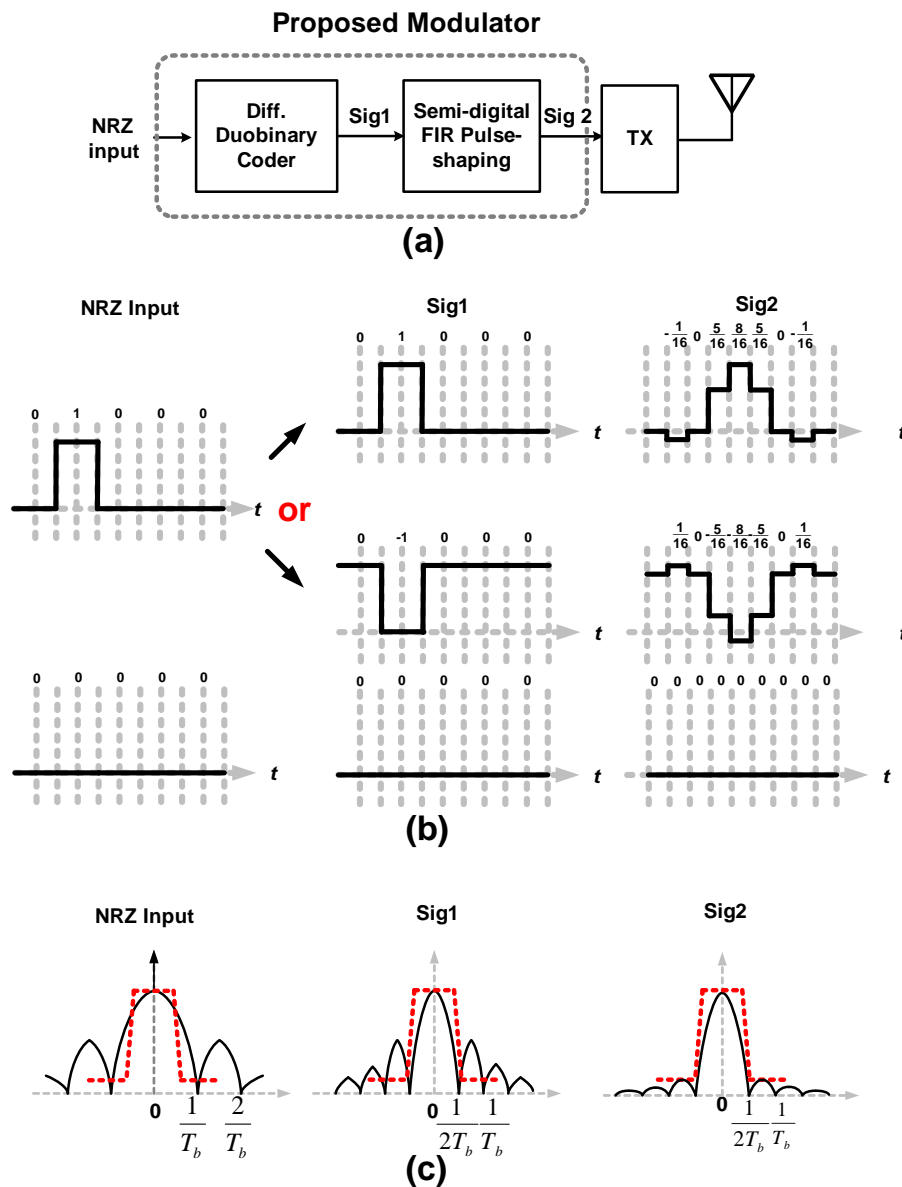 Proposed Modulator
NRZ
input
Diff.
Duobinary
Coder
Sig1
Semi-digital
FIR Pulse-
shaping
Sig 2
TX
(a)
NRZ Input
Sig1
Sig2
0 1 0 0 0
t
or
0 1 0 0 0
t
-1/16 0 5/16 8/16 5/16 0 -1/16
t
0 -1 0 0 0
t
1/16 0 -5/16 -8/16 -5/16 0 1/16
t
0 0 0 0 0
t
0 0 0 0 0
t
0 0 0 0 0 0 0 0 0
t
(b)
NRZ Input
Sig1
Sig2
0 1/T_b 2/T_b
0 1/2T_b 1/T_b
0 1/2T_b 1/T_b
(c)